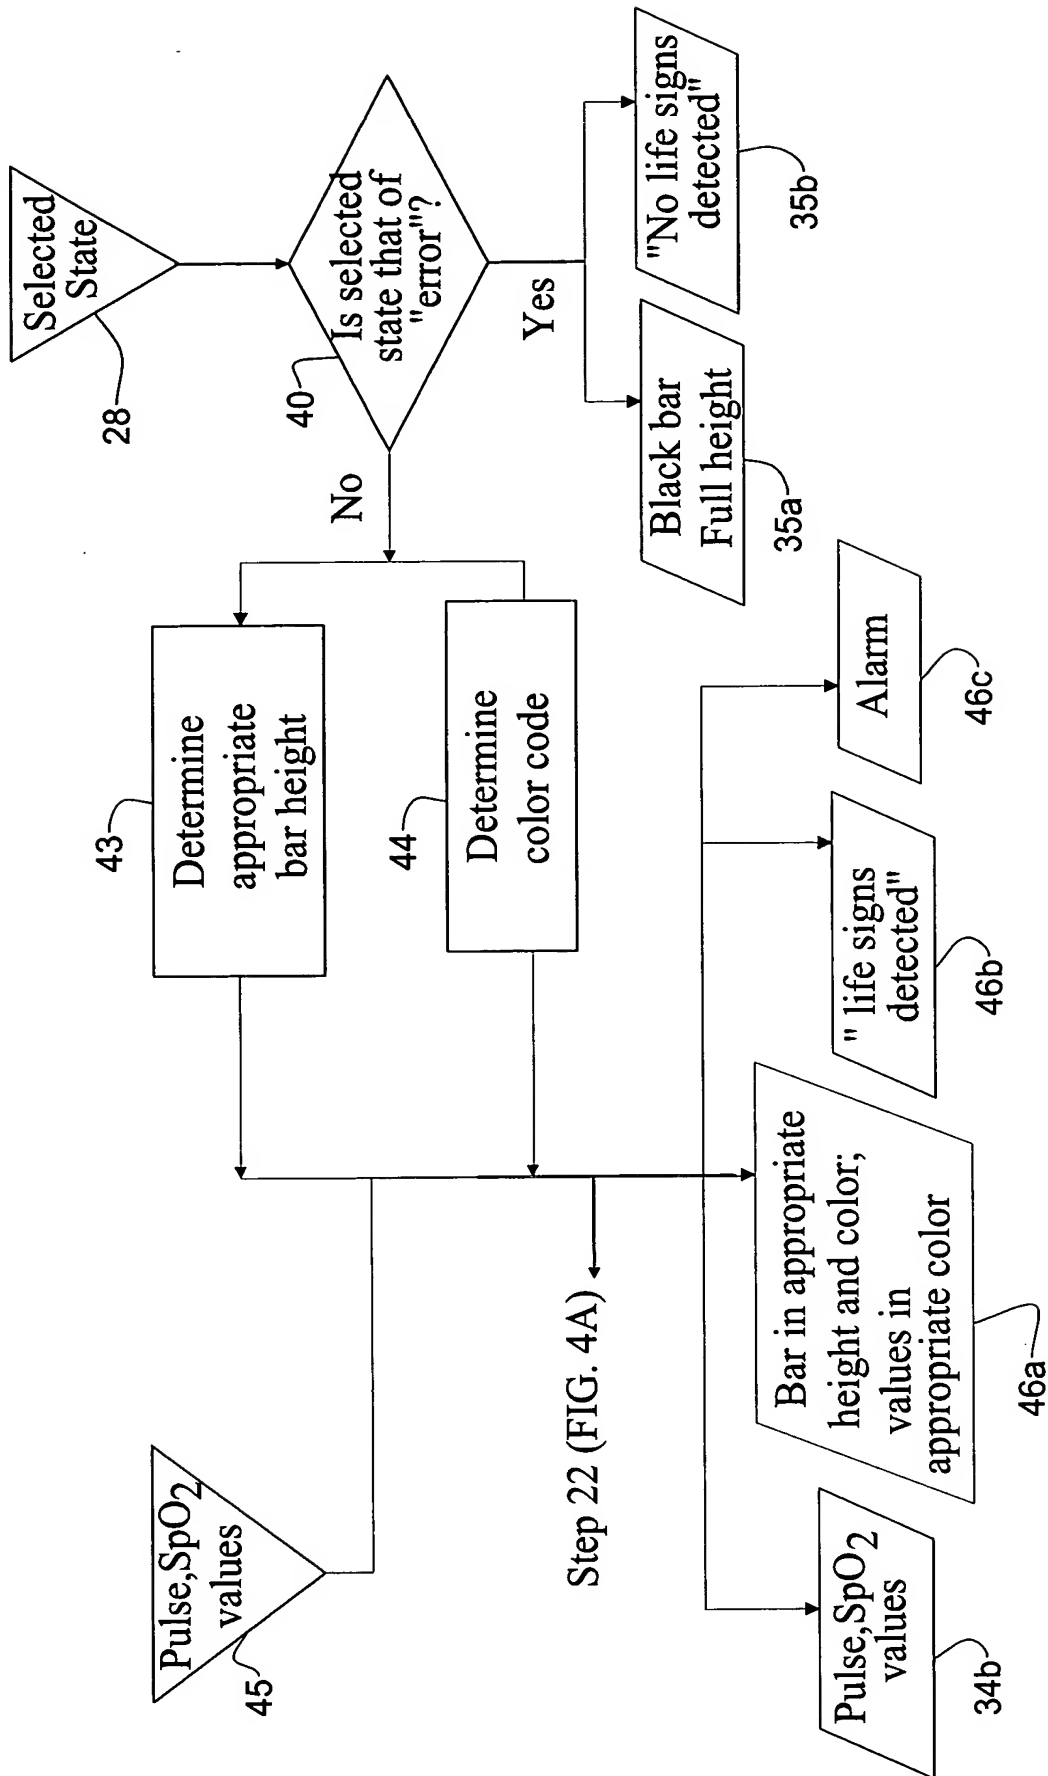 Selected
State
28
Is selected
state that of
"error"?
40
No
Yes
Black bar
Full height
35a
"No life signs
detected"
35b
43
Determine
appropriate
bar height
44
Determine
color code
Pulse,SpO2
values
45
Step 22 (FIG. 4A)
Pulse,SpO2
values
34b
Bar in appropriate
height and color;
values in
appropriate color
46a
" life signs
detected"
46b
Alarm
46c